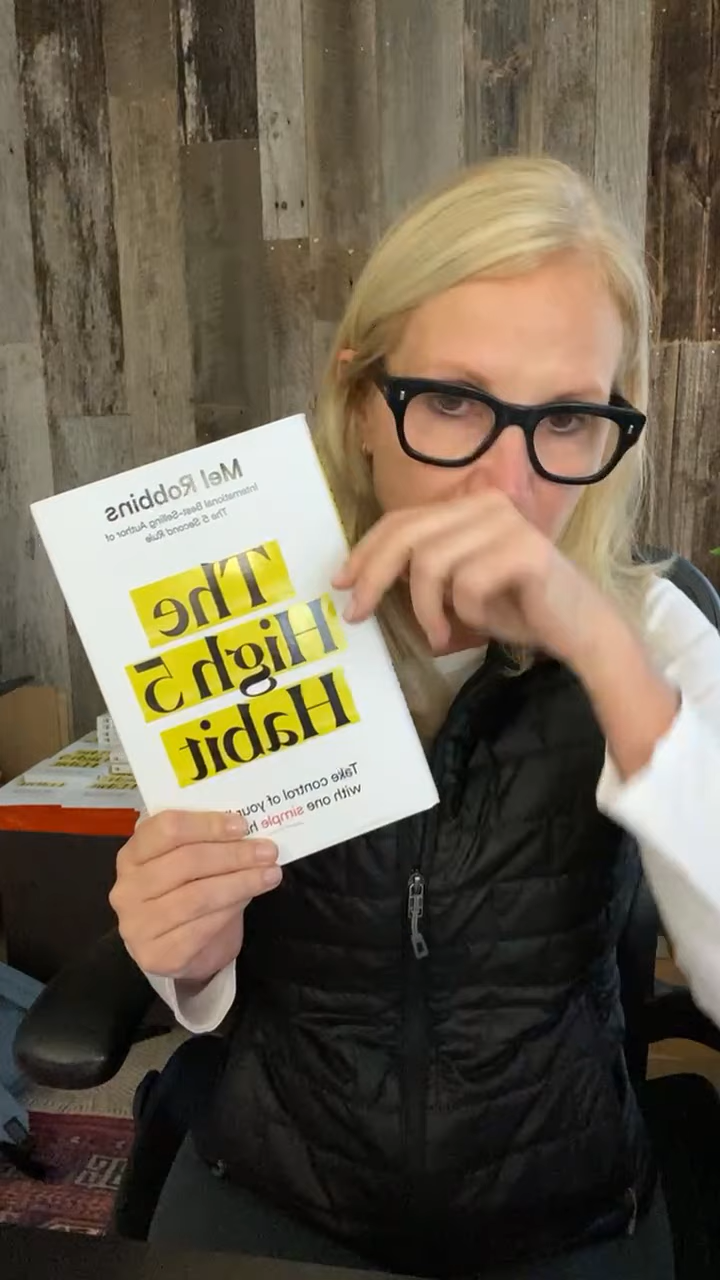 Mel Robbins
International Best-Selling Author of
The 5 Second Rule
The
High 5
Habit
Take control of your
with one simple